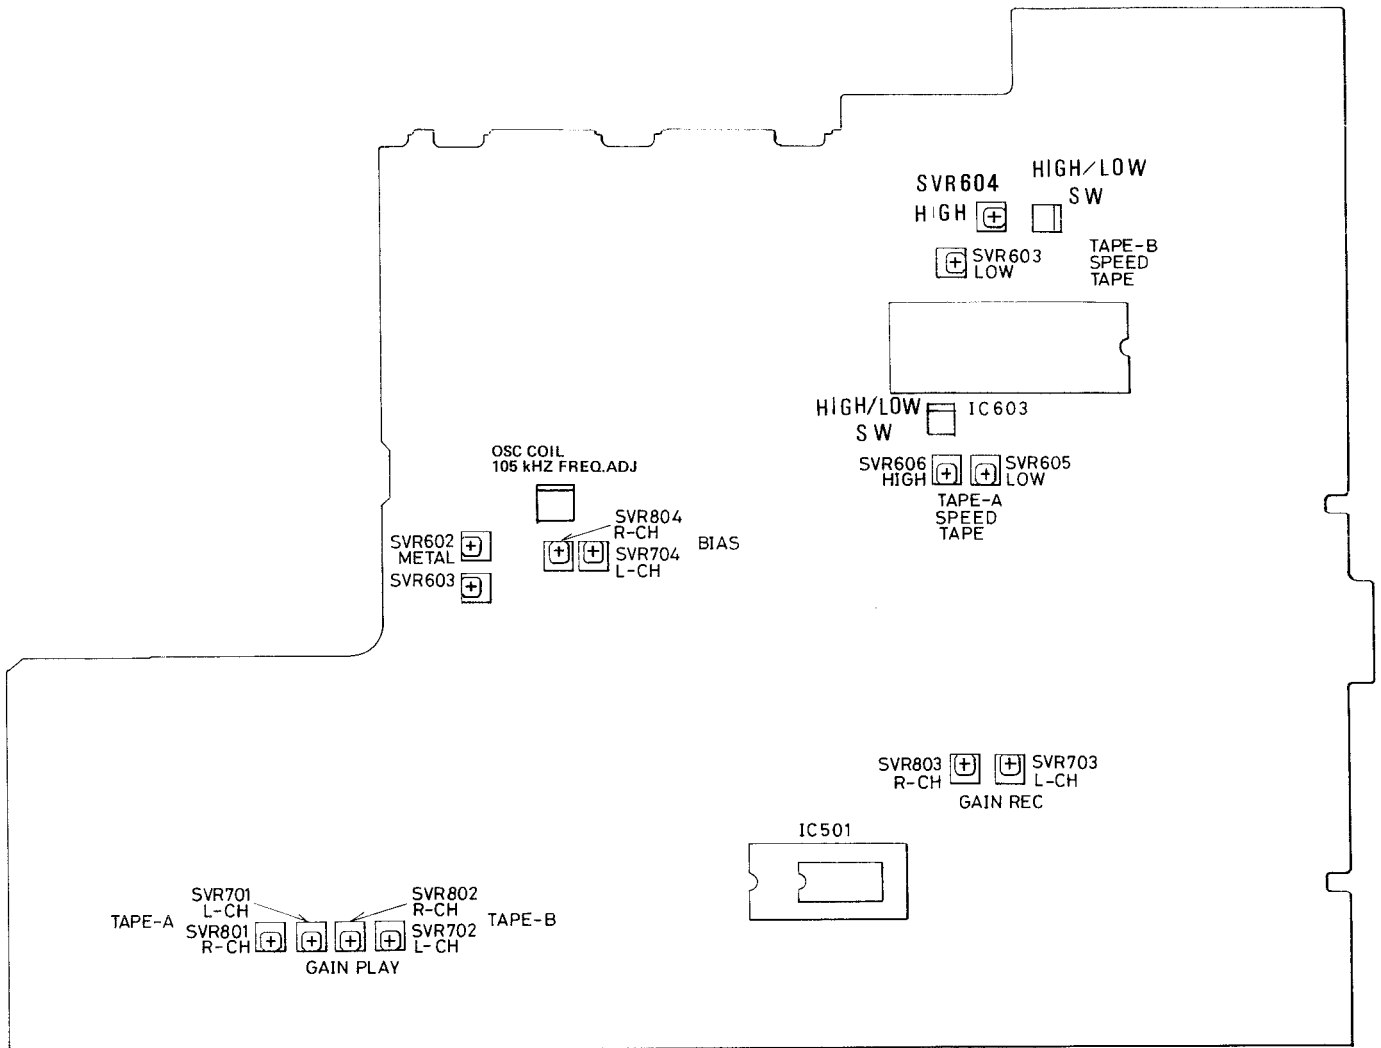 SVR604
HIGH
HIGH/LOW
SW
SVR603
LOW
TAPE-B
SPEED
TAPE
HIGH/LOW
SW
IC603
SVR606
HIGH
SVR605
LOW
TAPE-A
SPEED
TAPE
OSC COIL
105 kHZ FREQ.ADJ
SVR804
R-CH
SVR704
L-CH
BIAS
SVR602
METAL
SVR603
SVR803
R-CH
SVR703
L-CH
GAIN REC
IC501
SVR701
L-CH
SVR802
R-CH
TAPE-A
SVR801
R-CH
SVR702
L-CH
TAPE-B
GAIN PLAY